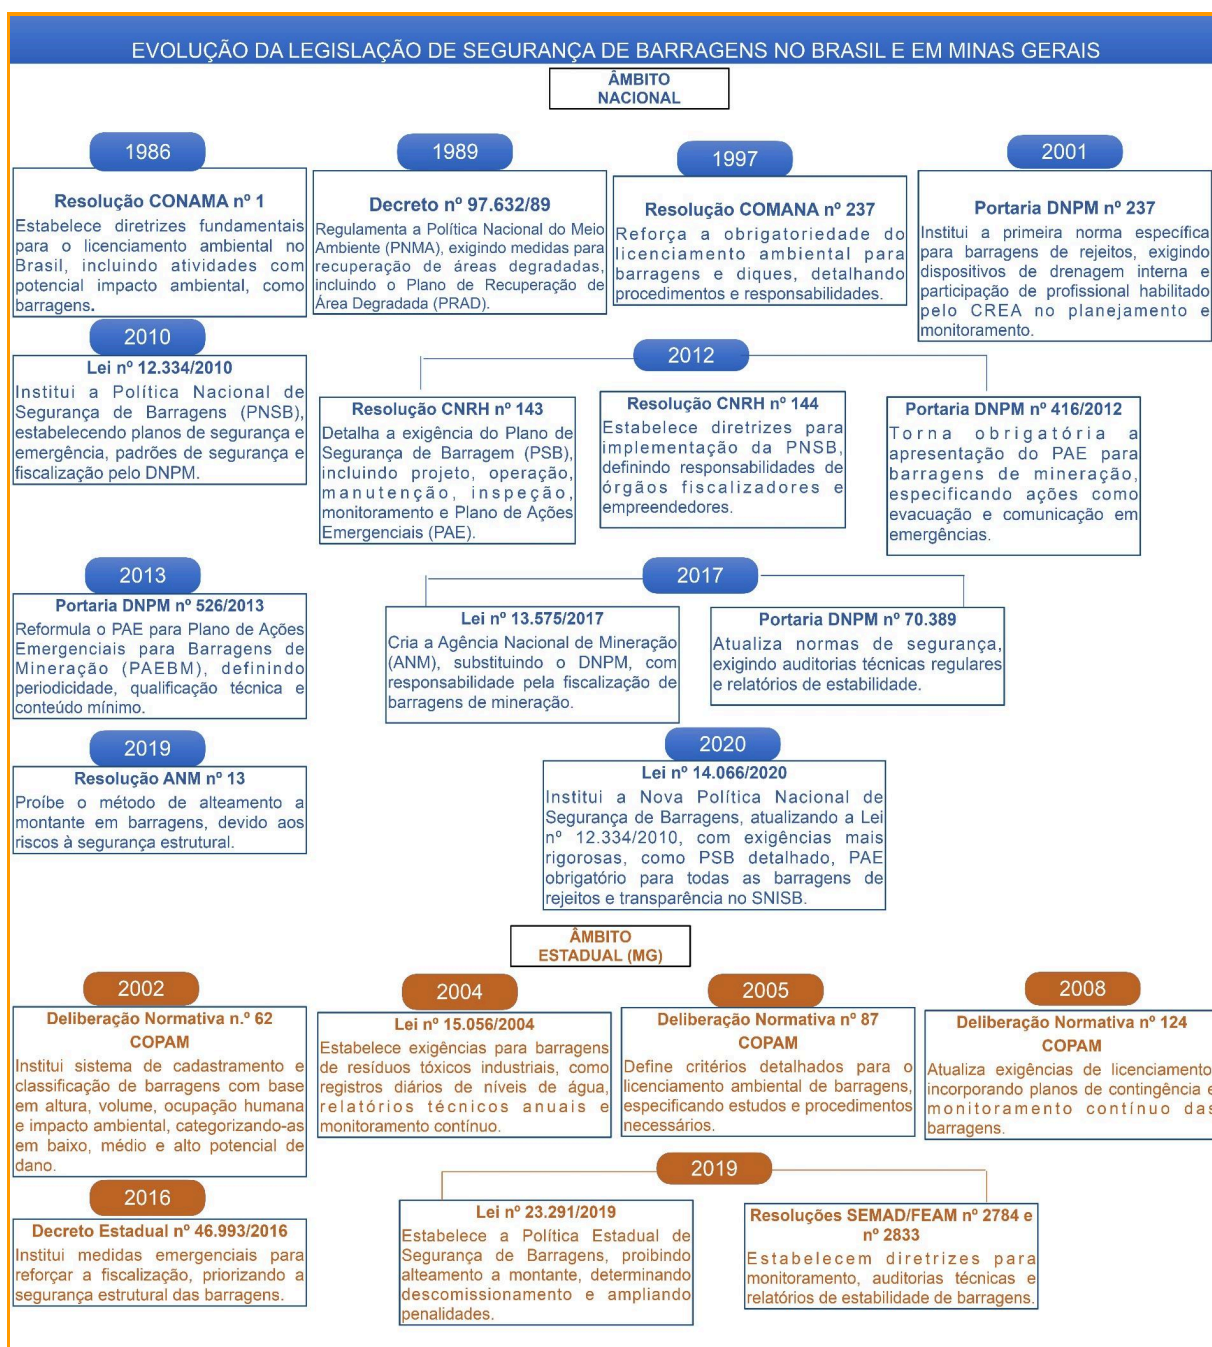 EVOLUÇÃO DA LEGISLAÇÃO DE SEGURANÇA DE BARRAGENS NO BRASIL E EM MINAS GERAIS
ÂMBITO
NACIONAL
1986
Resolução CONAMA nº 1
Estabelece diretrizes fundamentais
para o licenciamento ambiental no
Brasil, incluindo atividades com
potencial impacto ambiental, como
barragens.
1989
Decreto nº 97.632/89
Regulamenta a Política Nacional do Meio
Ambiente (PNMA), exigindo medidas para
recuperação de áreas degradadas,
incluindo o Plano de Recuperação de
Área Degradada (PRAD).
1997
Resolução COMANA nº 237
Reforça a obrigatoriedade do
licenciamento ambiental para
barragens e diques, detalhando
procedimentos e responsabilidades.
2001
Portaria DNPM nº 237
Institui a primeira norma específica
para barragens de rejeitos, exigindo
dispositivos de drenagem interna e
participação de profissional habilitado
pelo CREA no planejamento e
monitoramento.
2010
Lei nº 12.334/2010
Institui a Política Nacional de
Segurança de Barragens (PNSB),
estabelecendo planos de segurança e
emergência, padrões de segurança e
fiscalização pelo DNPM.
2012
Resolução CNRH nº 143
Detalha a exigência do Plano de
Segurança de Barragem (PSB),
incluindo projeto, operação,
manutenção, inspeção,
monitoramento e Plano de Ações
Emergenciais (PAE).
Resolução CNRH nº 144
Estabelece diretrizes para
implementação da PNSB,
definindo responsabilidades de
órgãos fiscalizadores e
empreendedores.
Portaria DNPM nº 416/2012
Torna obrigatória a
apresentação do PAE para
barragens de mineração,
especificando ações como
evacuação e comunicação em
emergências.
2013
Portaria DNPM nº 526/2013
Reformula o PAE para Plano de Ações
Emergenciais para Barragens de
Mineração (PAEBM), definindo
periodicidade, qualificação técnica e
conteúdo mínimo.
2017
Lei nº 13.575/2017
Cria a Agência Nacional de Mineração
(ANM), substituindo o DNPM, com
responsabilidade pela fiscalização de
barragens de mineração.
Portaria DNPM nº 70.389
Atualiza normas de segurança,
exigindo auditorias técnicas regulares
e relatórios de estabilidade.
2019
Resolução ANM nº 13
Proíbe o método de alteamento a
montante em barragens, devido aos
riscos à segurança estrutural.
2020
Lei nº 14.066/2020
Institui a Nova Política Nacional de
Segurança de Barragens, atualizando a Lei
nº 12.334/2010, com exigências mais
rigorosas, como PSB detalhado, PAE
obrigatório para todas as barragens de
rejeitos e transparência no SNISB.
ÂMBITO
ESTADUAL (MG)
2002
Deliberação Normativa n.º 62
COPAM
Institui sistema de cadastramento e
classificação de barragens com base
em altura, volume, ocupação humana
e impacto ambiental, categorizando-as
em baixo, médio e alto potencial de
dano.
2004
Lei nº 15.056/2004
Estabelece exigências para barragens
de resíduos tóxicos industriais, como
registros diários de níveis de água,
relatórios técnicos anuais e
monitoramento contínuo.
2005
Deliberação Normativa nº 87
COPAM
Define critérios detalhados para o
licenciamento ambiental de barragens,
especificando estudos e procedimentos
necessários.
2008
Deliberação Normativa nº 124
COPAM
Atualiza exigências de licenciamento,
incorporando planos de contingência e
monitoramento contínuo das
barragens.
2016
Decreto Estadual nº 46.993/2016
Institui medidas emergenciais para
reforçar a fiscalização, priorizando a
segurança estrutural das barragens.
2019
Lei nº 23.291/2019
Estabelece a Política Estadual de
Segurança de Barragens, proibindo
alteamento a montante, determinando
descomissionamento e ampliando
penalidades.
Resoluções SEMAD/FEAM nº 2784 e
nº 2833
Estabelecem diretrizes para
monitoramento, auditorias técnicas e
relatórios de estabilidade de barragens.